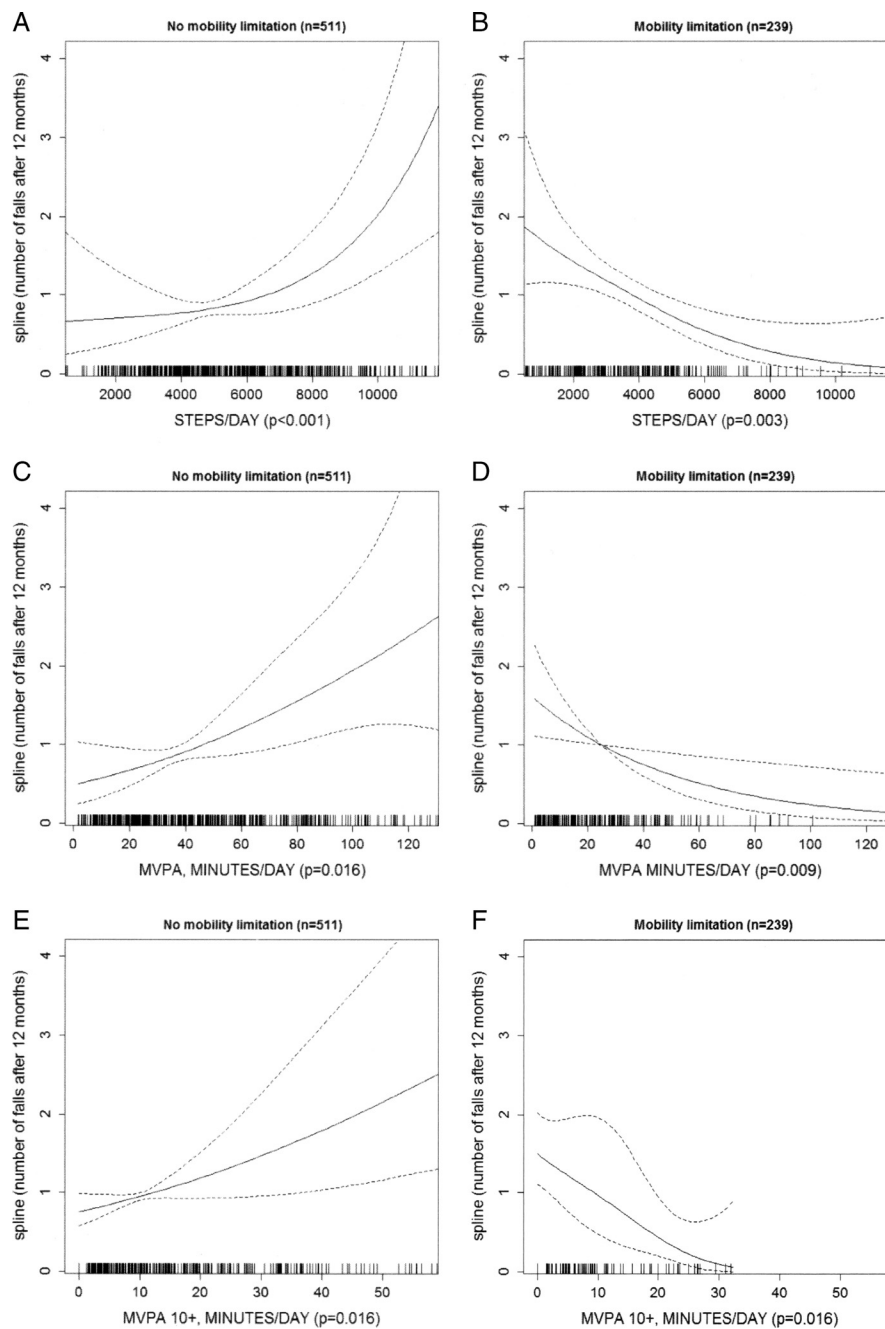 A
No mobility limitation (n=511)
spline (number of falls after 12 months)
4
3
2
1
0
2000 4000 6000 8000 10000
STEPS/DAY (p<0.001)
B
Mobility limitation (n=239)
spline (number of falls after 12 months)
4
3
2
1
0
2000 4000 6000 8000 10000
STEPS/DAY (p=0.003)
C
No mobility limitation (n=511)
spline (number of falls after 12 months)
4
3
2
1
0
0 20 40 60 80 100 120
MVPA, MINUTES/DAY (p=0.016)
D
Mobility limitation (n=239)
spline (number of falls after 12 months)
4
3
2
1
0
0 20 40 60 80 100 120
MVPA MINUTES/DAY (p=0.009)
E
No mobility limitation (n=511)
spline (number of falls after 12 months)
4
3
2
1
0
0 10 20 30 40 50
MVPA 10+, MINUTES/DAY (p=0.016)
F
Mobility limitation (n=239)
spline (number of falls after 12 months)
4
3
2
1
0
0 10 20 30 40 50
MVPA 10+, MINUTES/DAY (p=0.016)